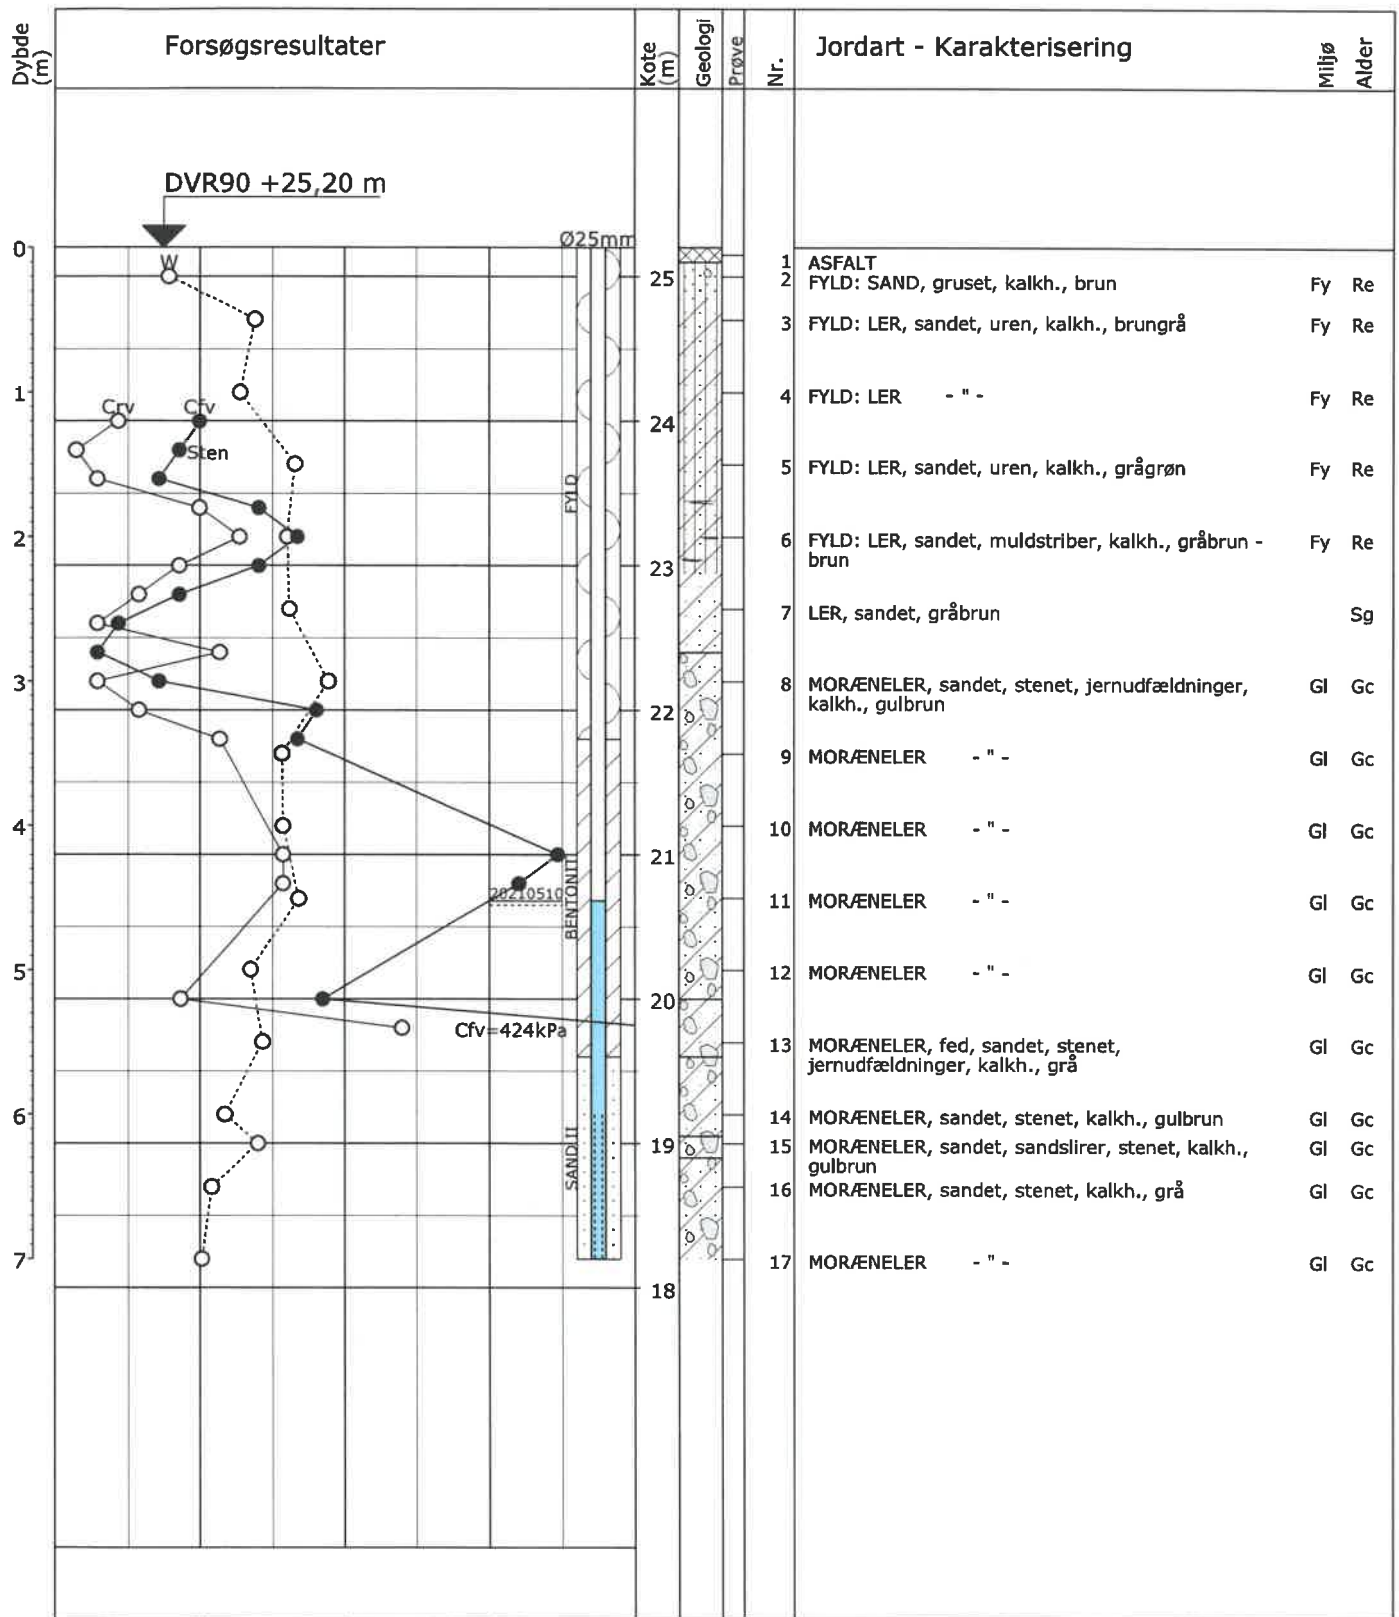 Dybde (m)
Forsøgsresultater
Kote (m)
Geologi
Prøve
Nr.
Jordart - Karakterisering
Miljø
Alder
DVR90 +25,20 m
Ø25mm
W
Crv
Cfv
Sten
FYLD
BENTONIT
20210510
Cfv=424kPa
SAND II
0
1
2
3
4
5
6
7
25
24
23
22
21
20
19
18
1 ASFALT
2 FYLD: SAND, gruset, kalkh., brun Fy Re
3 FYLD: LER, sandet, uren, kalkh., brungrå Fy Re
4 FYLD: LER - " - Fy Re
5 FYLD: LER, sandet, uren, kalkh., grågrøn Fy Re
6 FYLD: LER, sandet, muldstriber, kalkh., gråbrun - Fy Re
brun
7 LER, sandet, gråbrun Sg
8 MORÆNELER, sandet, stenet, jernudfældninger, Gl Gc
kalkh., gulbrun
9 MORÆNELER - " - Gl Gc
10 MORÆNELER - " - Gl Gc
11 MORÆNELER - " - Gl Gc
12 MORÆNELER - " - Gl Gc
13 MORÆNELER, fed, sandet, stenet, Gl Gc
jernudfældninger, kalkh., grå
14 MORÆNELER, sandet, stenet, kalkh., gulbrun Gl Gc
15 MORÆNELER, sandet, sandslirer, stenet, kalkh., Gl Gc
gulbrun
16 MORÆNELER, sandet, stenet, kalkh., grå Gl Gc
17 MORÆNELER - " - Gl Gc